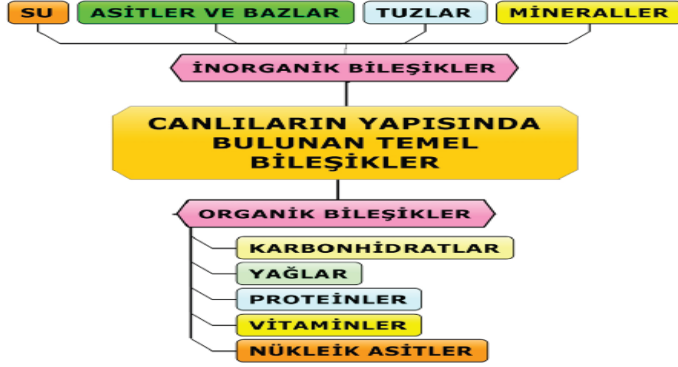 SU
ASİTLER VE BAZLAR
TUZLAR
MİNERALLER
İNORGANİK BİLEŞİKLER
CANLILARIN YAPISINDA
BULUNAN TEMEL
BİLEŞİKLER
ORGANİK BİLEŞİKLER
KARBONHİDRATLAR
YAĞLAR
PROTEİNLER
VİTAMİNLER
NÜKLEİK ASİTLER